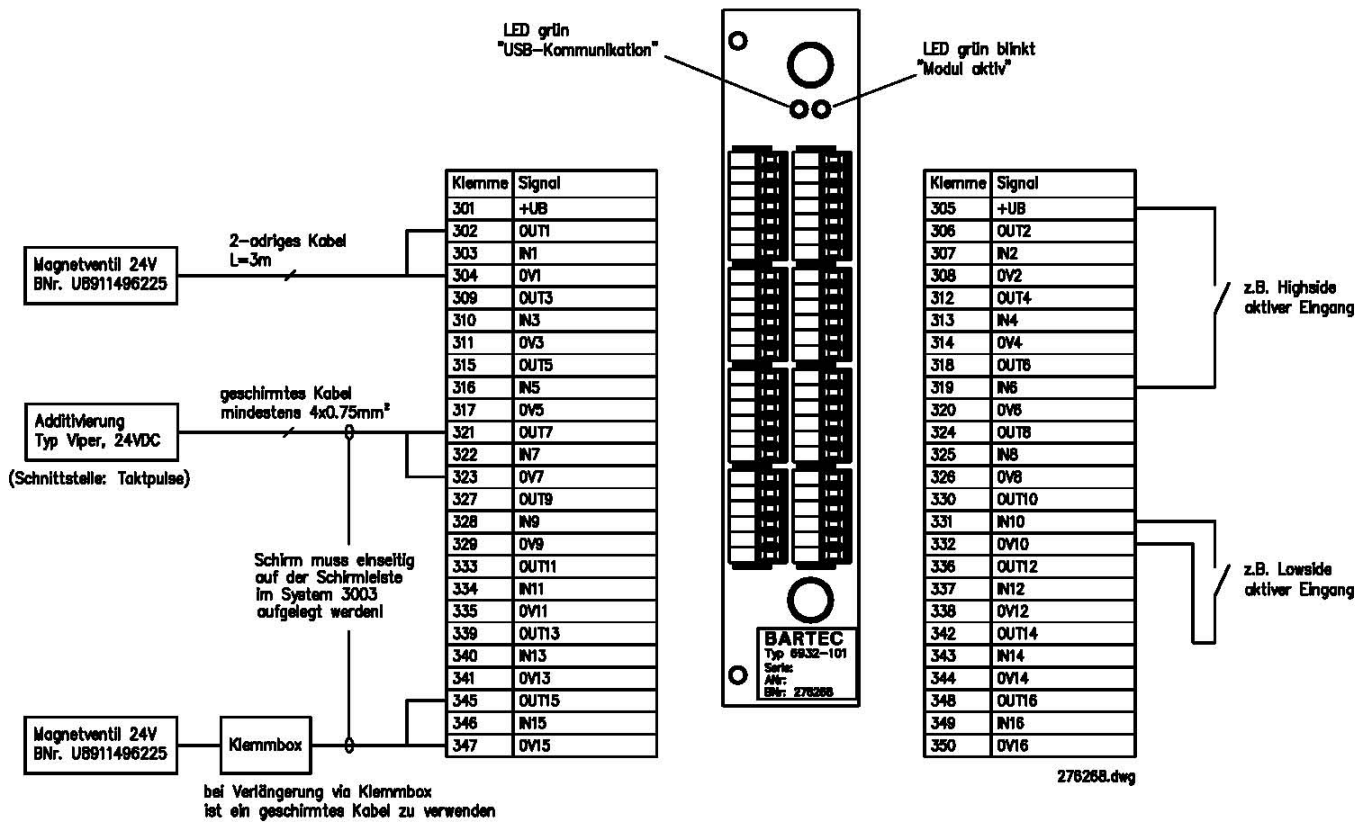 LED grün
"USB-Kommunikation"
LED grün blinkt
"Modul aktiv"
Klemme Signal
301 +UB
302 OUT1
303 IN1
304 0V1
309 OUT3
310 IN3
311 0V3
315 OUT5
316 IN5
317 0V5
321 OUT7
322 IN7
323 0V7
327 OUT9
328 IN9
329 0V9
333 OUT11
334 IN11
335 0V11
339 OUT13
340 IN13
341 0V13
345 OUT15
346 IN15
347 0V15
2-adriges Kabel
L=3m
Magnetventil 24V
BNr. U8911496225
geschirmtes Kabel
mindestens 4x0.75mm²
Additivierung
Typ Viper, 24VDC
(Schnittstelle: Taktpulse)
Schirm muss einseitig
auf der Schirmleiste
im System 3003
aufgelegt werden!
Magnetventil 24V
BNr. U8911496225
Klemmbox
bei Verlängerung via Klemmbox
ist ein geschirmtes Kabel zu verwenden
BARTEC
Typ 6932-101
Serie:
ANr:
BNr: 276268
Klemme Signal
305 +UB
306 OUT2
307 IN2
308 0V2
312 OUT4
313 IN4
314 0V4
318 OUT6
319 IN6
320 0V6
324 OUT8
325 IN8
326 0V8
330 OUT10
331 IN10
332 0V10
336 OUT12
337 IN12
338 0V12
342 OUT14
343 IN14
344 0V14
348 OUT16
349 IN16
350 0V16
z.B. Highside
aktiver Eingang
z.B. Lowside
aktiver Eingang
276268.dwg